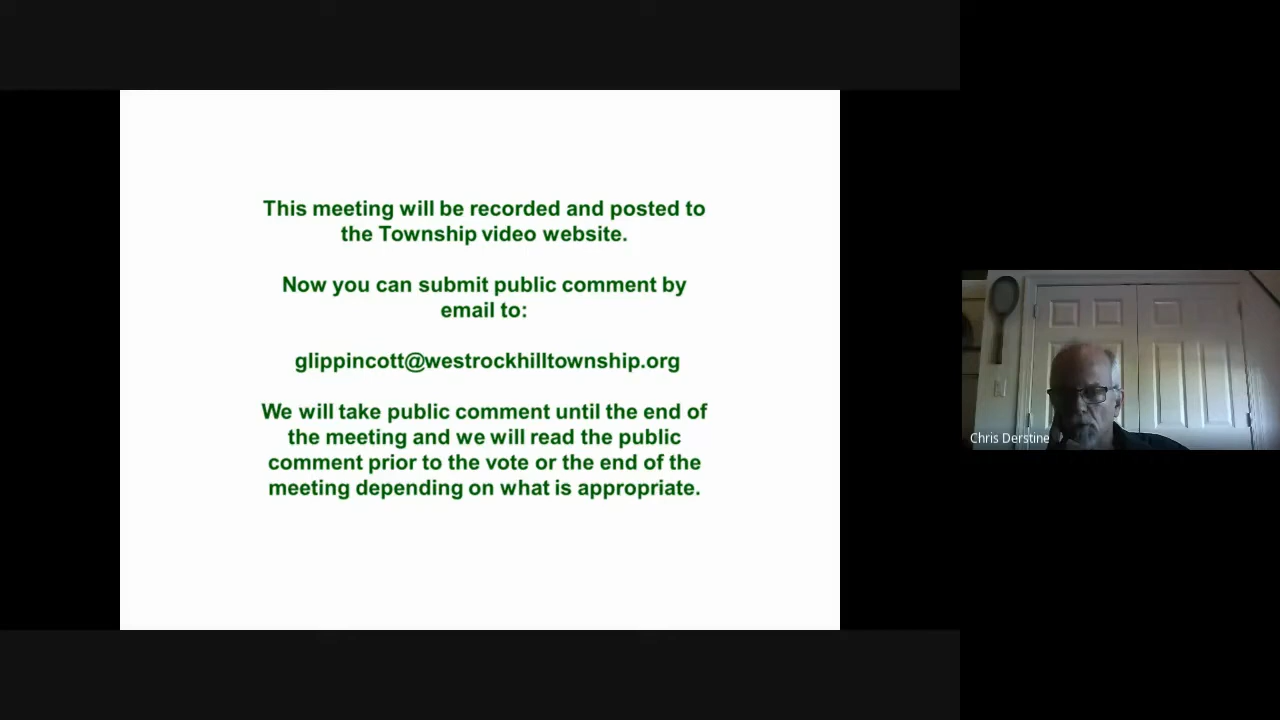 This meeting will be recorded and posted to
the Township video website.
Now you can submit public comment by
email to:
glippincott@westrockhilltownship.org
We will take public comment until the end of
the meeting and we will read the public
comment prior to the vote or the end of the
meeting depending on what is appropriate.
Chris Derstine